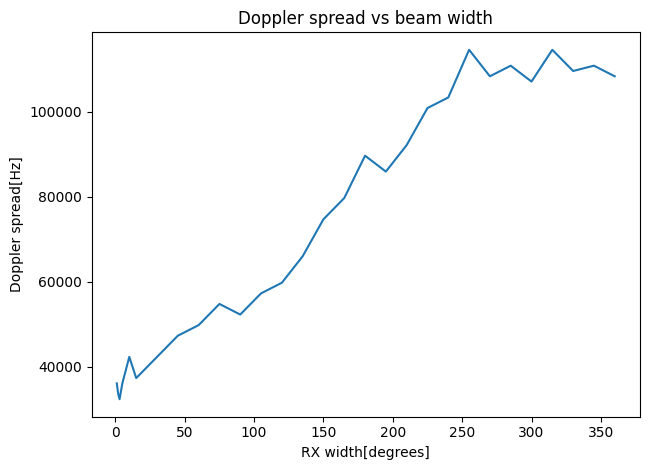 Doppler spread vs beam width
Doppler spread[Hz]
100000
80000
60000
40000
0 50 100 150 200 250 300 350
RX width[degrees]